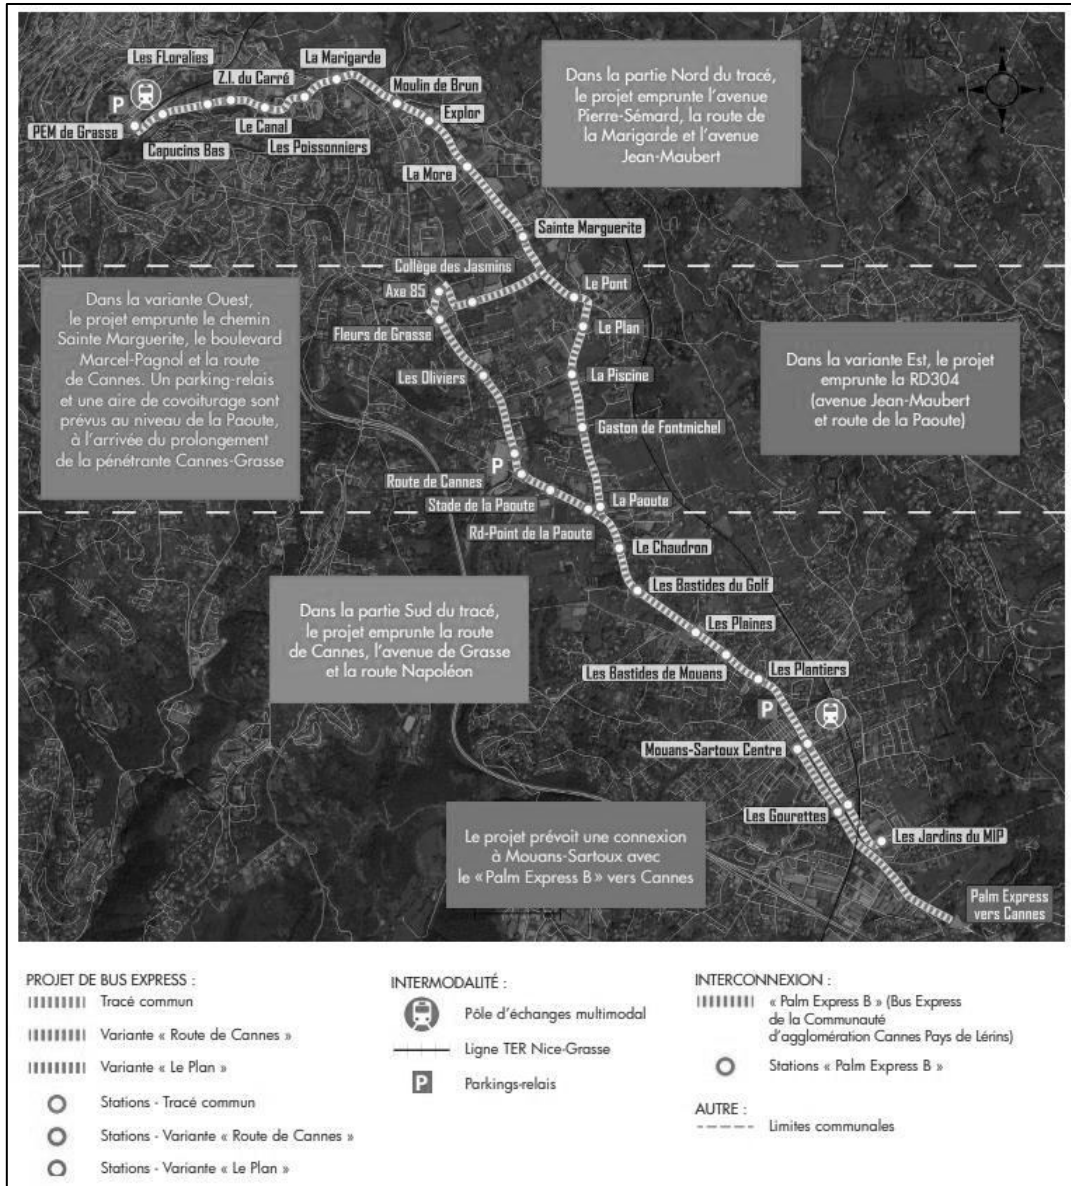 Les FLoralies
La Marigarde
Z.I. du Carré
Moulin de Brun
P
Explor
PEM de Grasse
Le Canal
Capucins Bas
Les Poissonniers
La More
Dans la partie Nord du tracé,
le projet emprunte l'avenue
Pierre-Sémard, la route de
la Marigarde et l'avenue
Jean-Maubert
Sainte Marguerite
Collège des Jasmins
Axe 85
Le Pont
Fleurs de Grasse
Le Plan
Les Oliviers
La Piscine
Gaston de Fontmichel
Dans la variante Ouest,
le projet emprunte le chemin
Sainte Marguerite, le boulevard
Marcel-Pagnol et la route
de Cannes. Un parking-relais
et une aire de covoiturage sont
prévus au niveau de la Paoute,
à l'arrivée du prolongement
de la pénétrante Cannes-Grasse
Dans la variante Est, le projet
emprunte la RD304
(avenue Jean-Maubert
et route de la Paoute)
P
Route de Cannes
Stade de la Paoute
La Paoute
Rd-Point de la Paoute
Le Chaudron
Les Bastides du Golf
Les Plaines
Les Bastides de Mouans
Les Plantiers
P
Mouans-Sartoux Centre
Les Gourettes
Les Jardins du MIP
Dans la partie Sud du tracé,
le projet emprunte la route
de Cannes, l'avenue de Grasse
et la route Napoléon
Le projet prévoit une connexion
à Mouans-Sartoux avec
le « Palm Express B » vers Cannes
Palm Express
vers Cannes
PROJET DE BUS EXPRESS :
Tracé commun
Variante « Route de Cannes »
Variante « Le Plan »
Stations - Tracé commun
Stations - Variante « Route de Cannes »
Stations - Variante « Le Plan »
INTERMODALITÉ :
Pôle d'échanges multimodal
Ligne TER Nice-Grasse
P
Parkings-relais
INTERCONNEXION :
« Palm Express B » (Bus Express
de la Communauté
d'agglomération Cannes Pays de Lérins)
Stations « Palm Express B »
AUTRE :
Limites communales